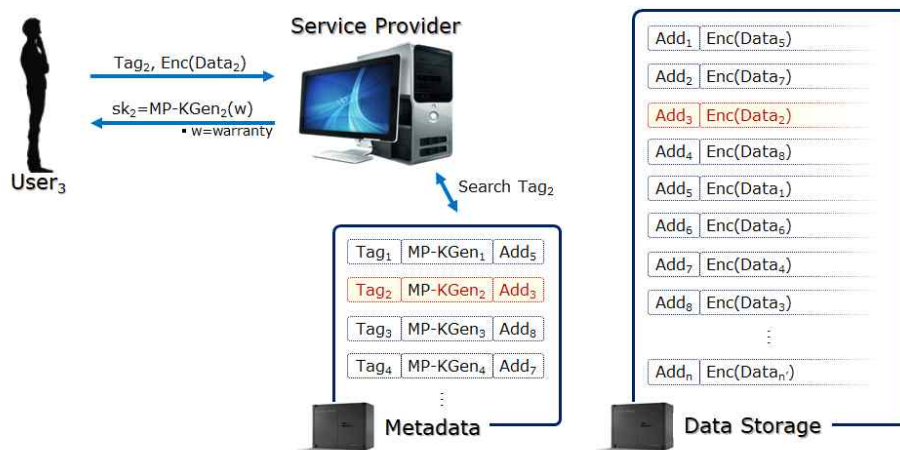 Service Provider
Tag₂, Enc(Data₂)
sk₂=MP-KGen₂(w)
▪ w=warranty
User₃
Search Tag₂
Tag₁ MP-KGen₁ Add₅
Tag₂ MP-KGen₂ Add₃
Tag₃ MP-KGen₃ Add₈
Tag₄ MP-KGen₄ Add₇
⋮
Metadada
Add₁ Enc(Data₅)
Add₂ Enc(Data₇)
Add₃ Enc(Data₂)
Add₄ Enc(Data₈)
Add₅ Enc(Data₁)
Add₆ Enc(Data₆)
Add₇ Enc(Data₄)
Add₈ Enc(Data₃)
⋮
Addₙ Enc(Dataₙ′)
Data Storage